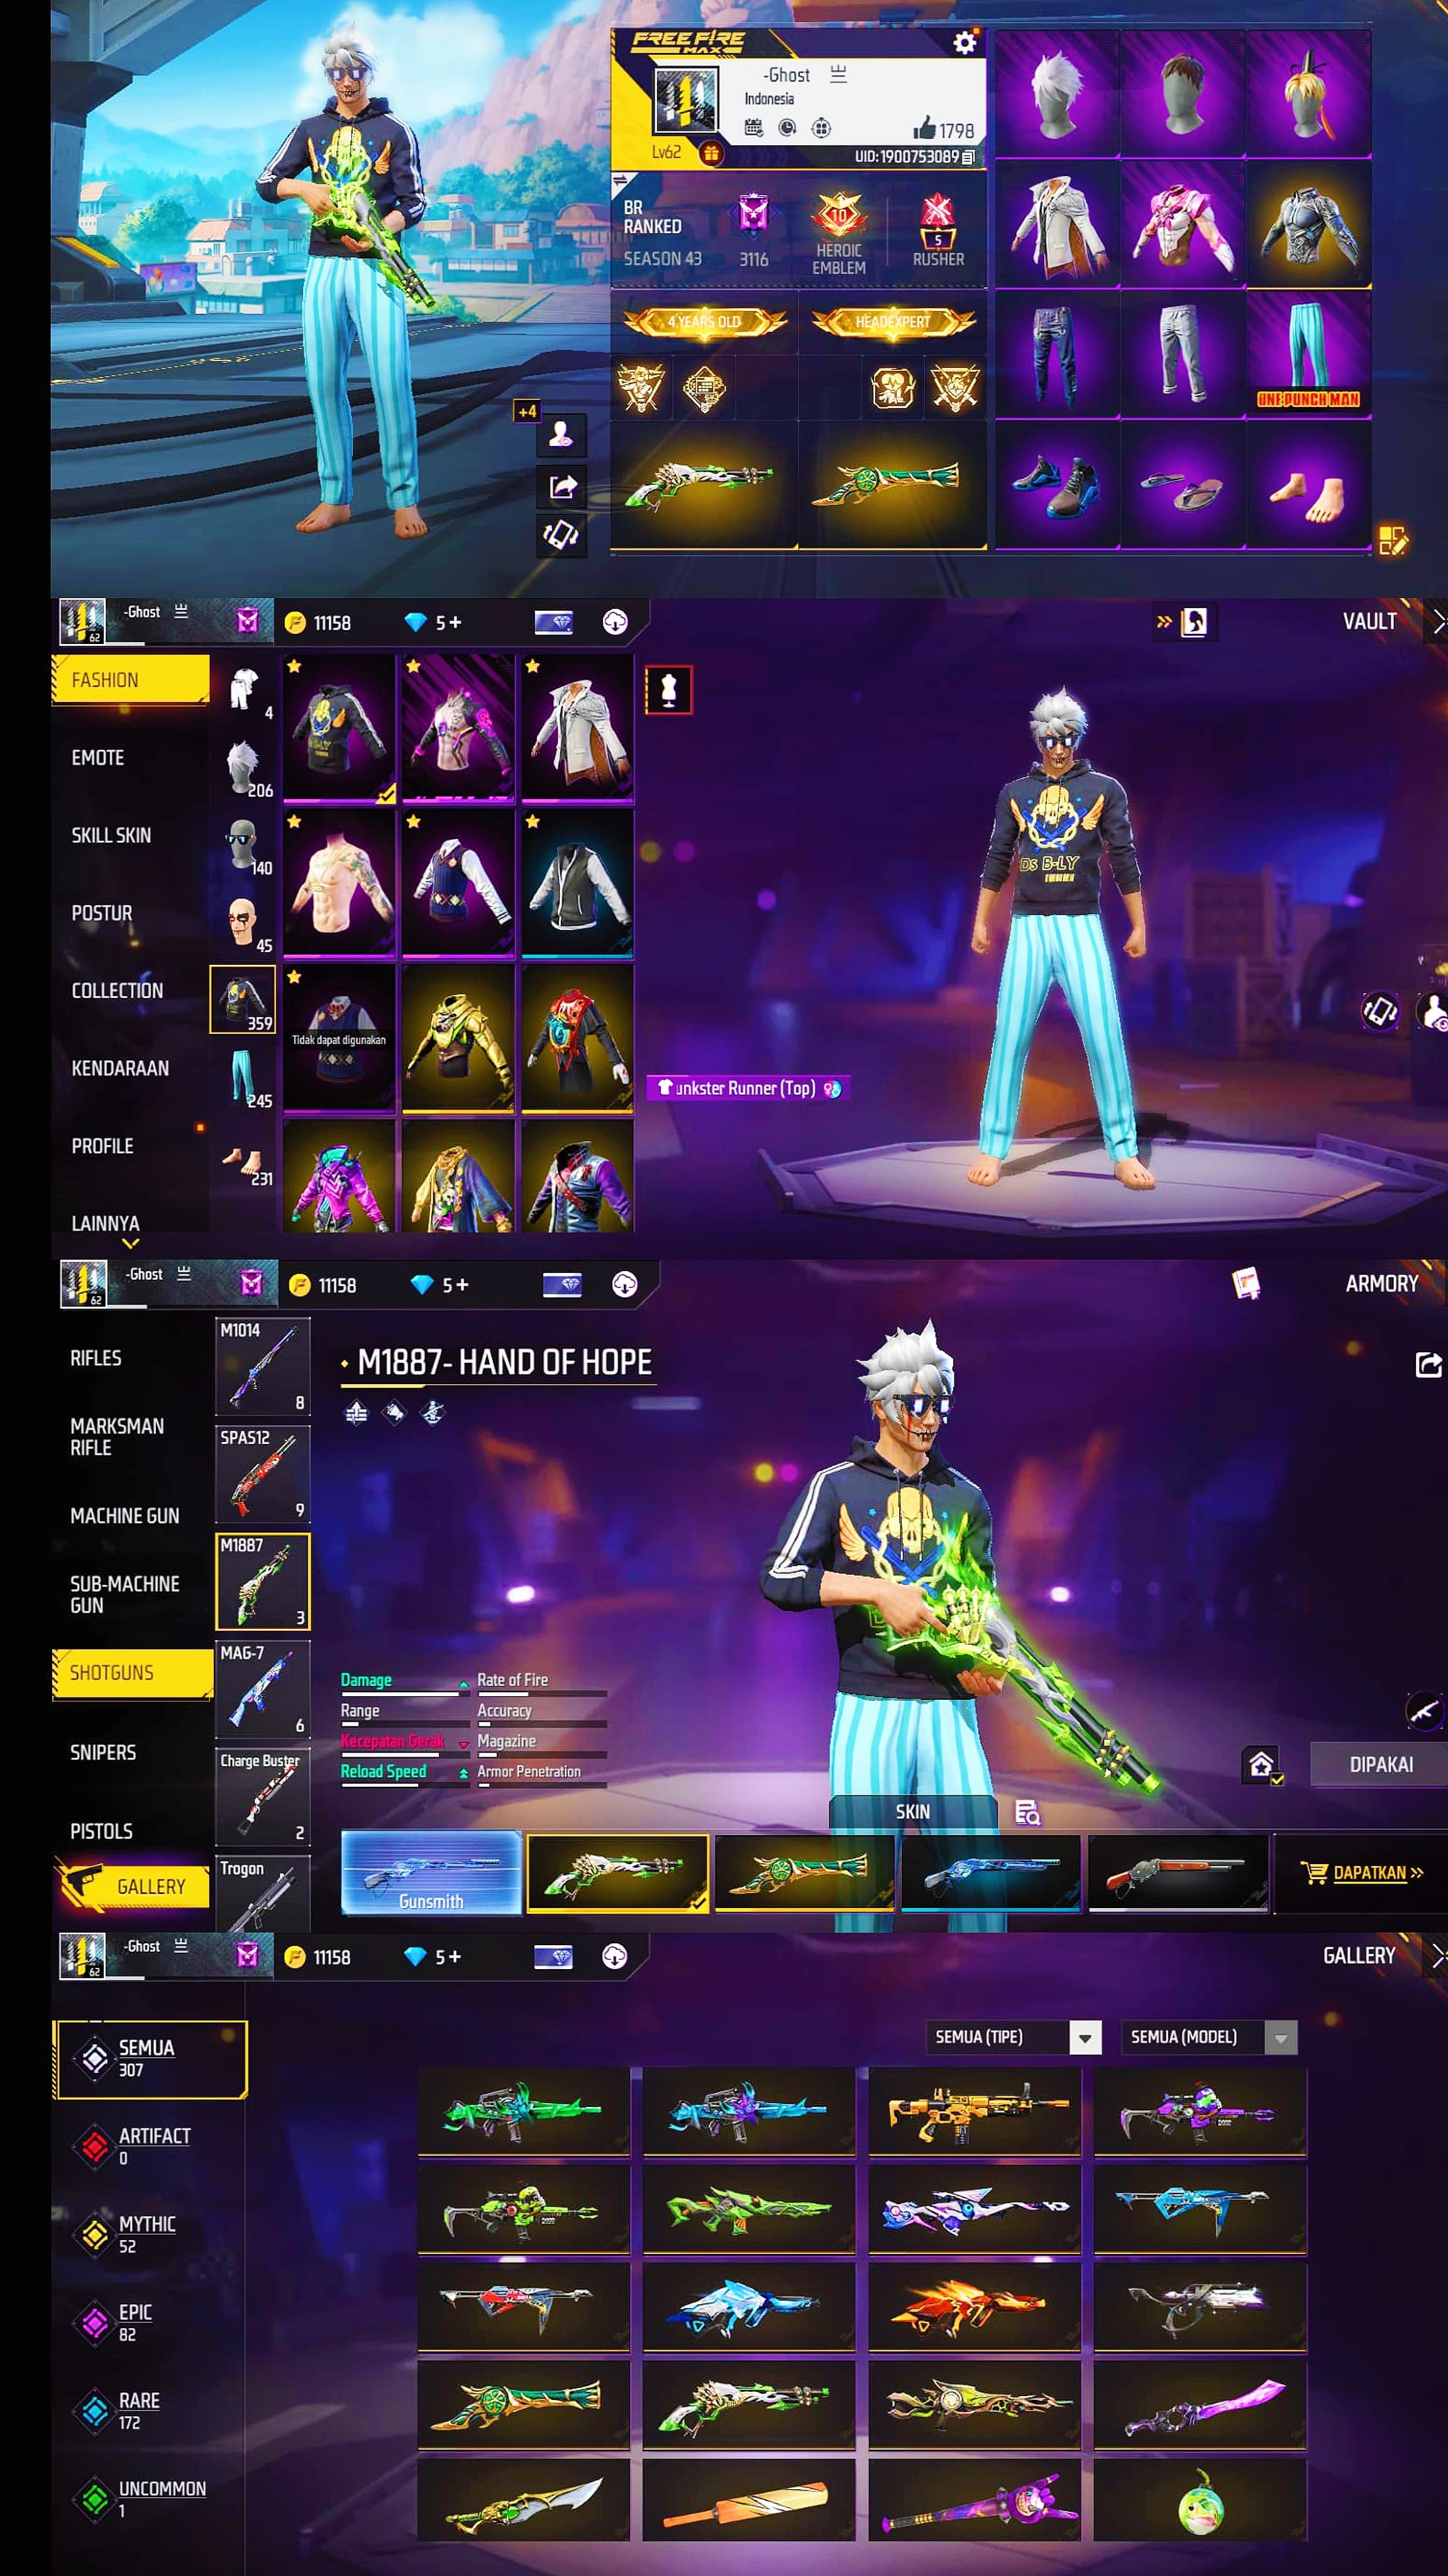 FREE FIRE
MAX
-Ghost 亗
Indonesia
1798
Lv62
UID:1900753089
BR
RANKED
SEASON 43
3116
10
HEROIC
EMBLEM
5
RUSHER
4 YEARS OLD
HEADEXPERT
ONE PUNCH MAN
+4
-Ghost 亗
62
11158
5+
VAULT
FASHION
EMOTE
SKILL SKIN
POSTUR
COLLECTION
KENDARAAN
PROFILE
LAINNYA
4
206
140
45
359
245
231
Tidak dapat digunakan
Ds B-LY
unkster Runner (Top)
-Ghost 亗
62
11158
5+
ARMORY
RIFLES
MARKSMAN
RIFLE
MACHINE GUN
SUB-MACHINE
GUN
SHOTGUNS
SNIPERS
PISTOLS
GALLERY
M1014
8
SPAS12
9
M1887
3
MAG-7
6
Charge Buster
2
Trogon
M1887- HAND OF HOPE
Damage
Rate of Fire
Range
Accuracy
Kecepatan Gerak
Magazine
Reload Speed
Armor Penetration
DIPAKAI
SKIN
Gunsmith
DAPATKAN >>
-Ghost 亗
62
11158
5+
GALLERY
SEMUA (TIPE)
SEMUA (MODEL)
SEMUA
307
ARTIFACT
0
MYTHIC
52
EPIC
82
RARE
172
UNCOMMON
1